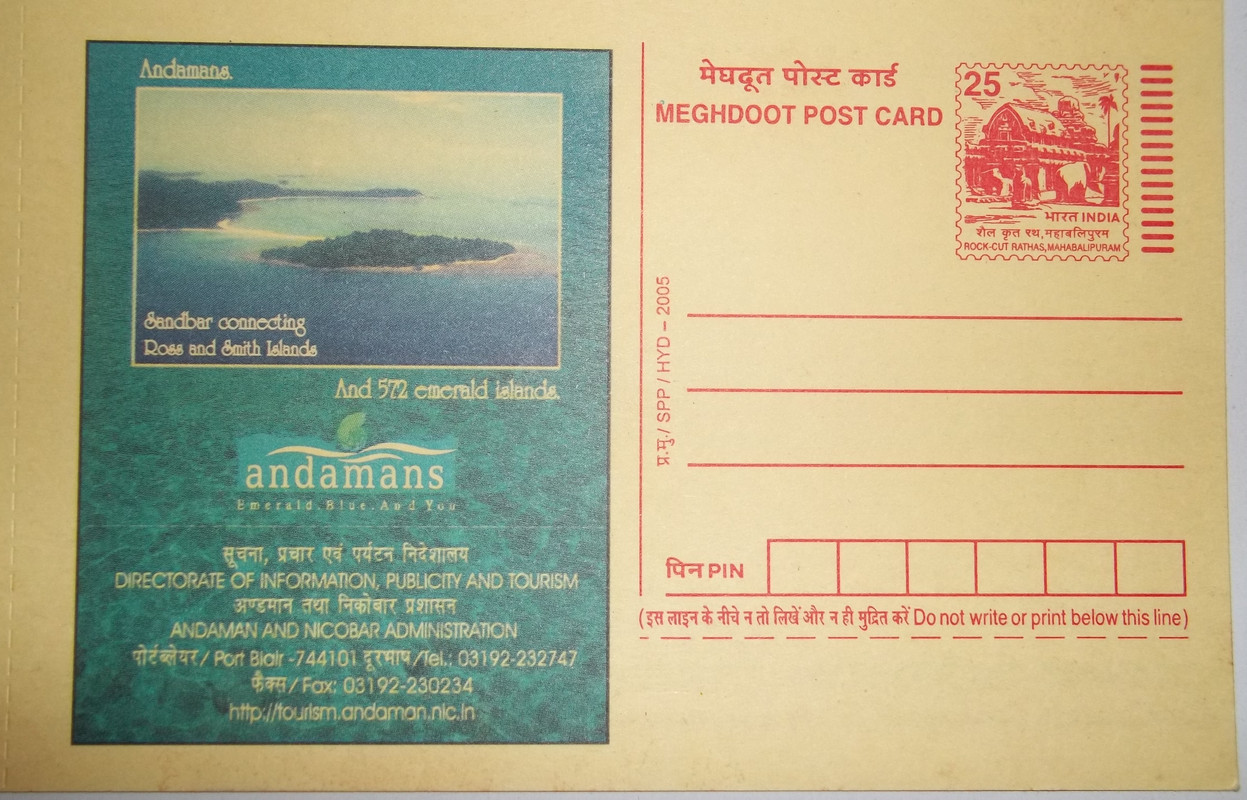 Andamans.
Sandbar connecting
Ross and Smith Islands
And 572 emerald islands.
andamans
Emerald. Blue. And You
सूचना, प्रचार एवं पर्यटन निदेशालय
DIRECTORATE OF INFORMATION, PUBLICITY AND TOURISM
अण्डमान तथा निकोबार प्रशासन
ANDAMAN AND NICOBAR ADMINISTRATION
पोर्टब्लेयर / Port Blair -744101 दूरभाष /Tel.: 03192-232747
फैक्स / Fax: 03192-230234
http://tourism.andaman.nic.in
मेघदूत पोस्ट कार्ड
MEGHDOOT POST CARD
25
भारत INDIA
शैल कृत रथ, महाबलिपुरम
ROCK-CUT RATHAS, MAHABALIPURAM
प्र.मु./ SPP / HYD – 2005
पिन PIN
(इस लाइन के नीचे न तो लिखें और न ही मुद्रित करें Do not write or print below this line)